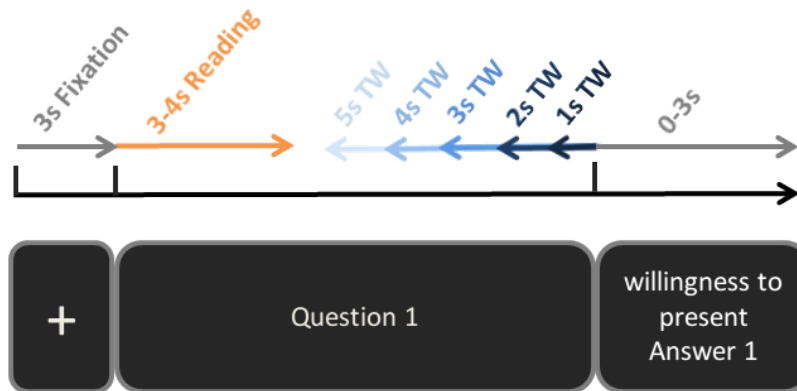 3s Fixation
3-4s Reading
5s TW
4s TW
3s TW
2s TW
1s TW
0-3s
+
Question 1
willingness to
present
Answer 1